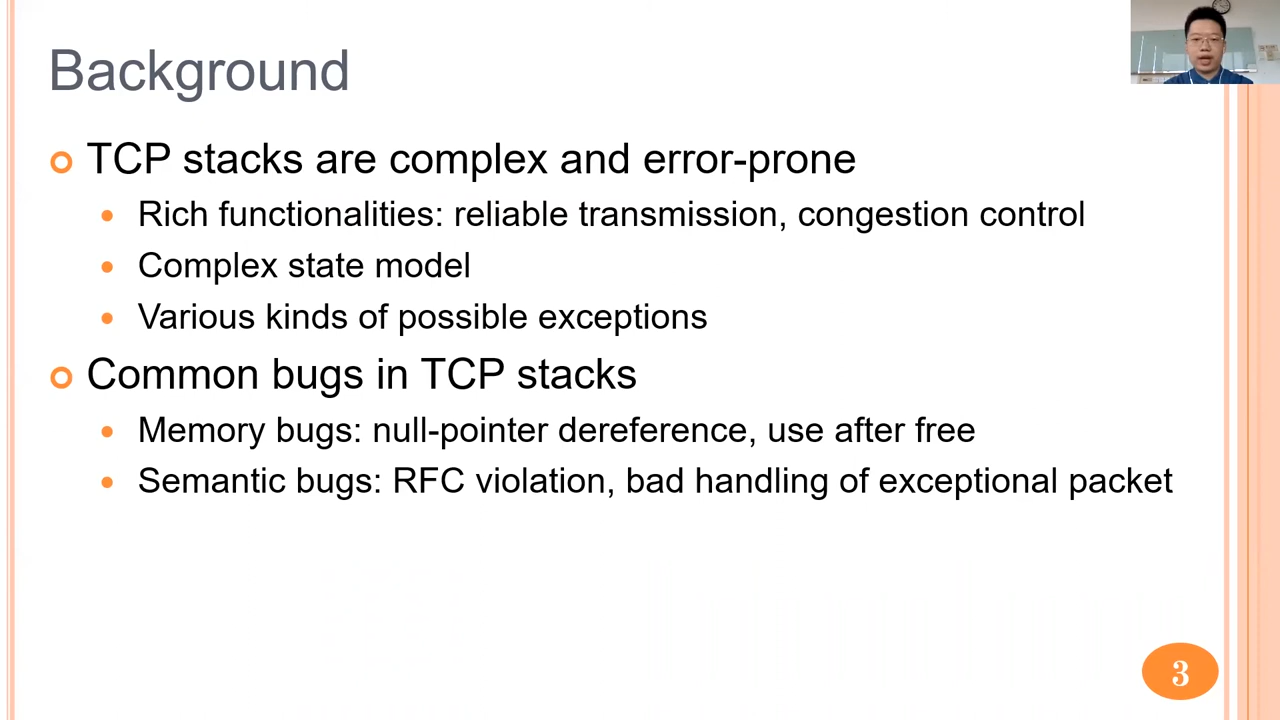 Background
TCP stacks are complex and error-prone
Rich functionalities: reliable transmission, congestion control
Complex state model
Various kinds of possible exceptions
Common bugs in TCP stacks
Memory bugs: null-pointer dereference, use after free
Semantic bugs: RFC violation, bad handling of exceptional packet
3